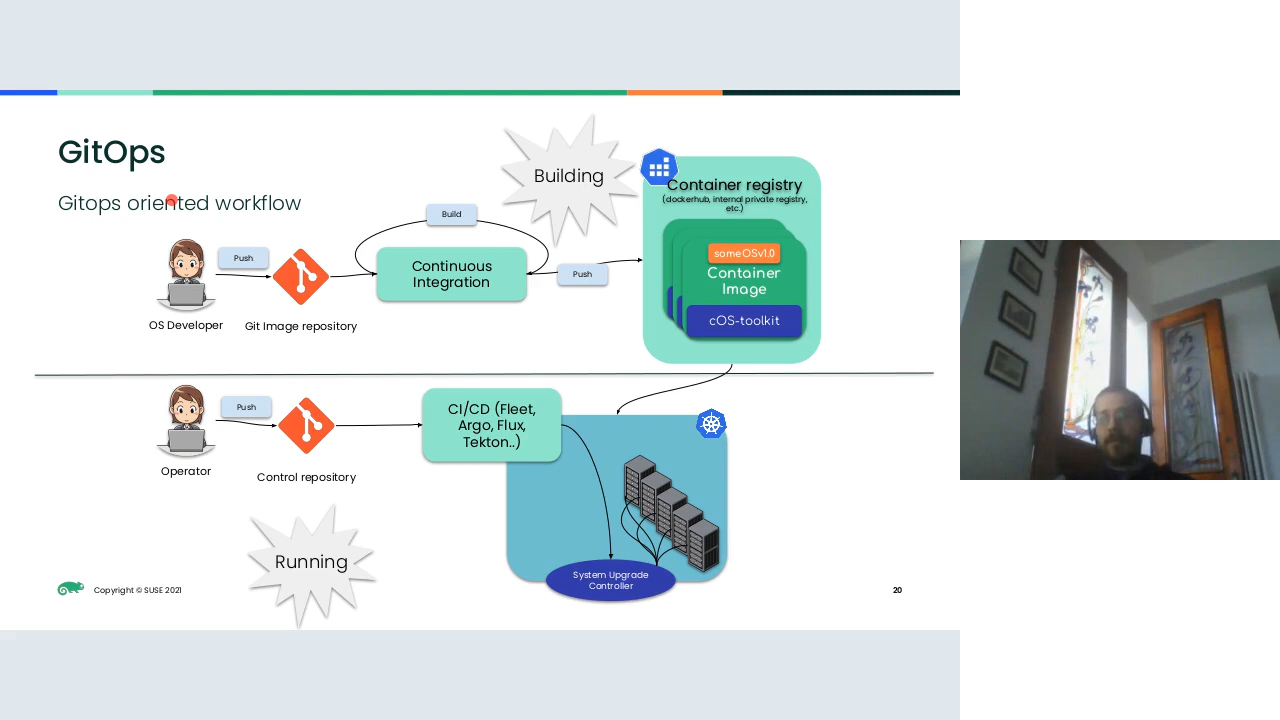 GitOps
Gitops oriented workflow
Building
Container registry
(dockerhub, internal private registry,
etc.)
Build
Push
Continuous
Integration
Push
someOSv1.0
Container
Image
cOS-toolkit
OS Developer
Git Image repository
Push
CI/CD (Fleet,
Argo, Flux,
Tekton..)
Operator
Control repository
Running
System Upgrade
Controller
Copyright © SUSE 2021
20